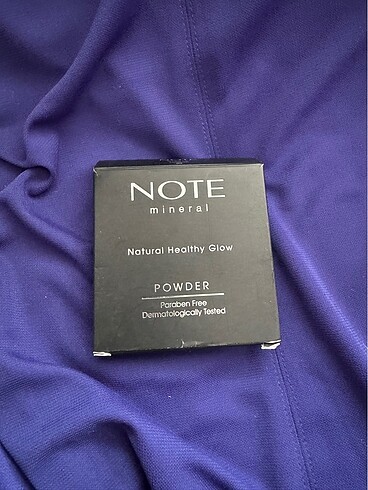 NOTE
mineral
Natural Healthy Glow
POWDER
Paraben Free
Dermatologically Tested